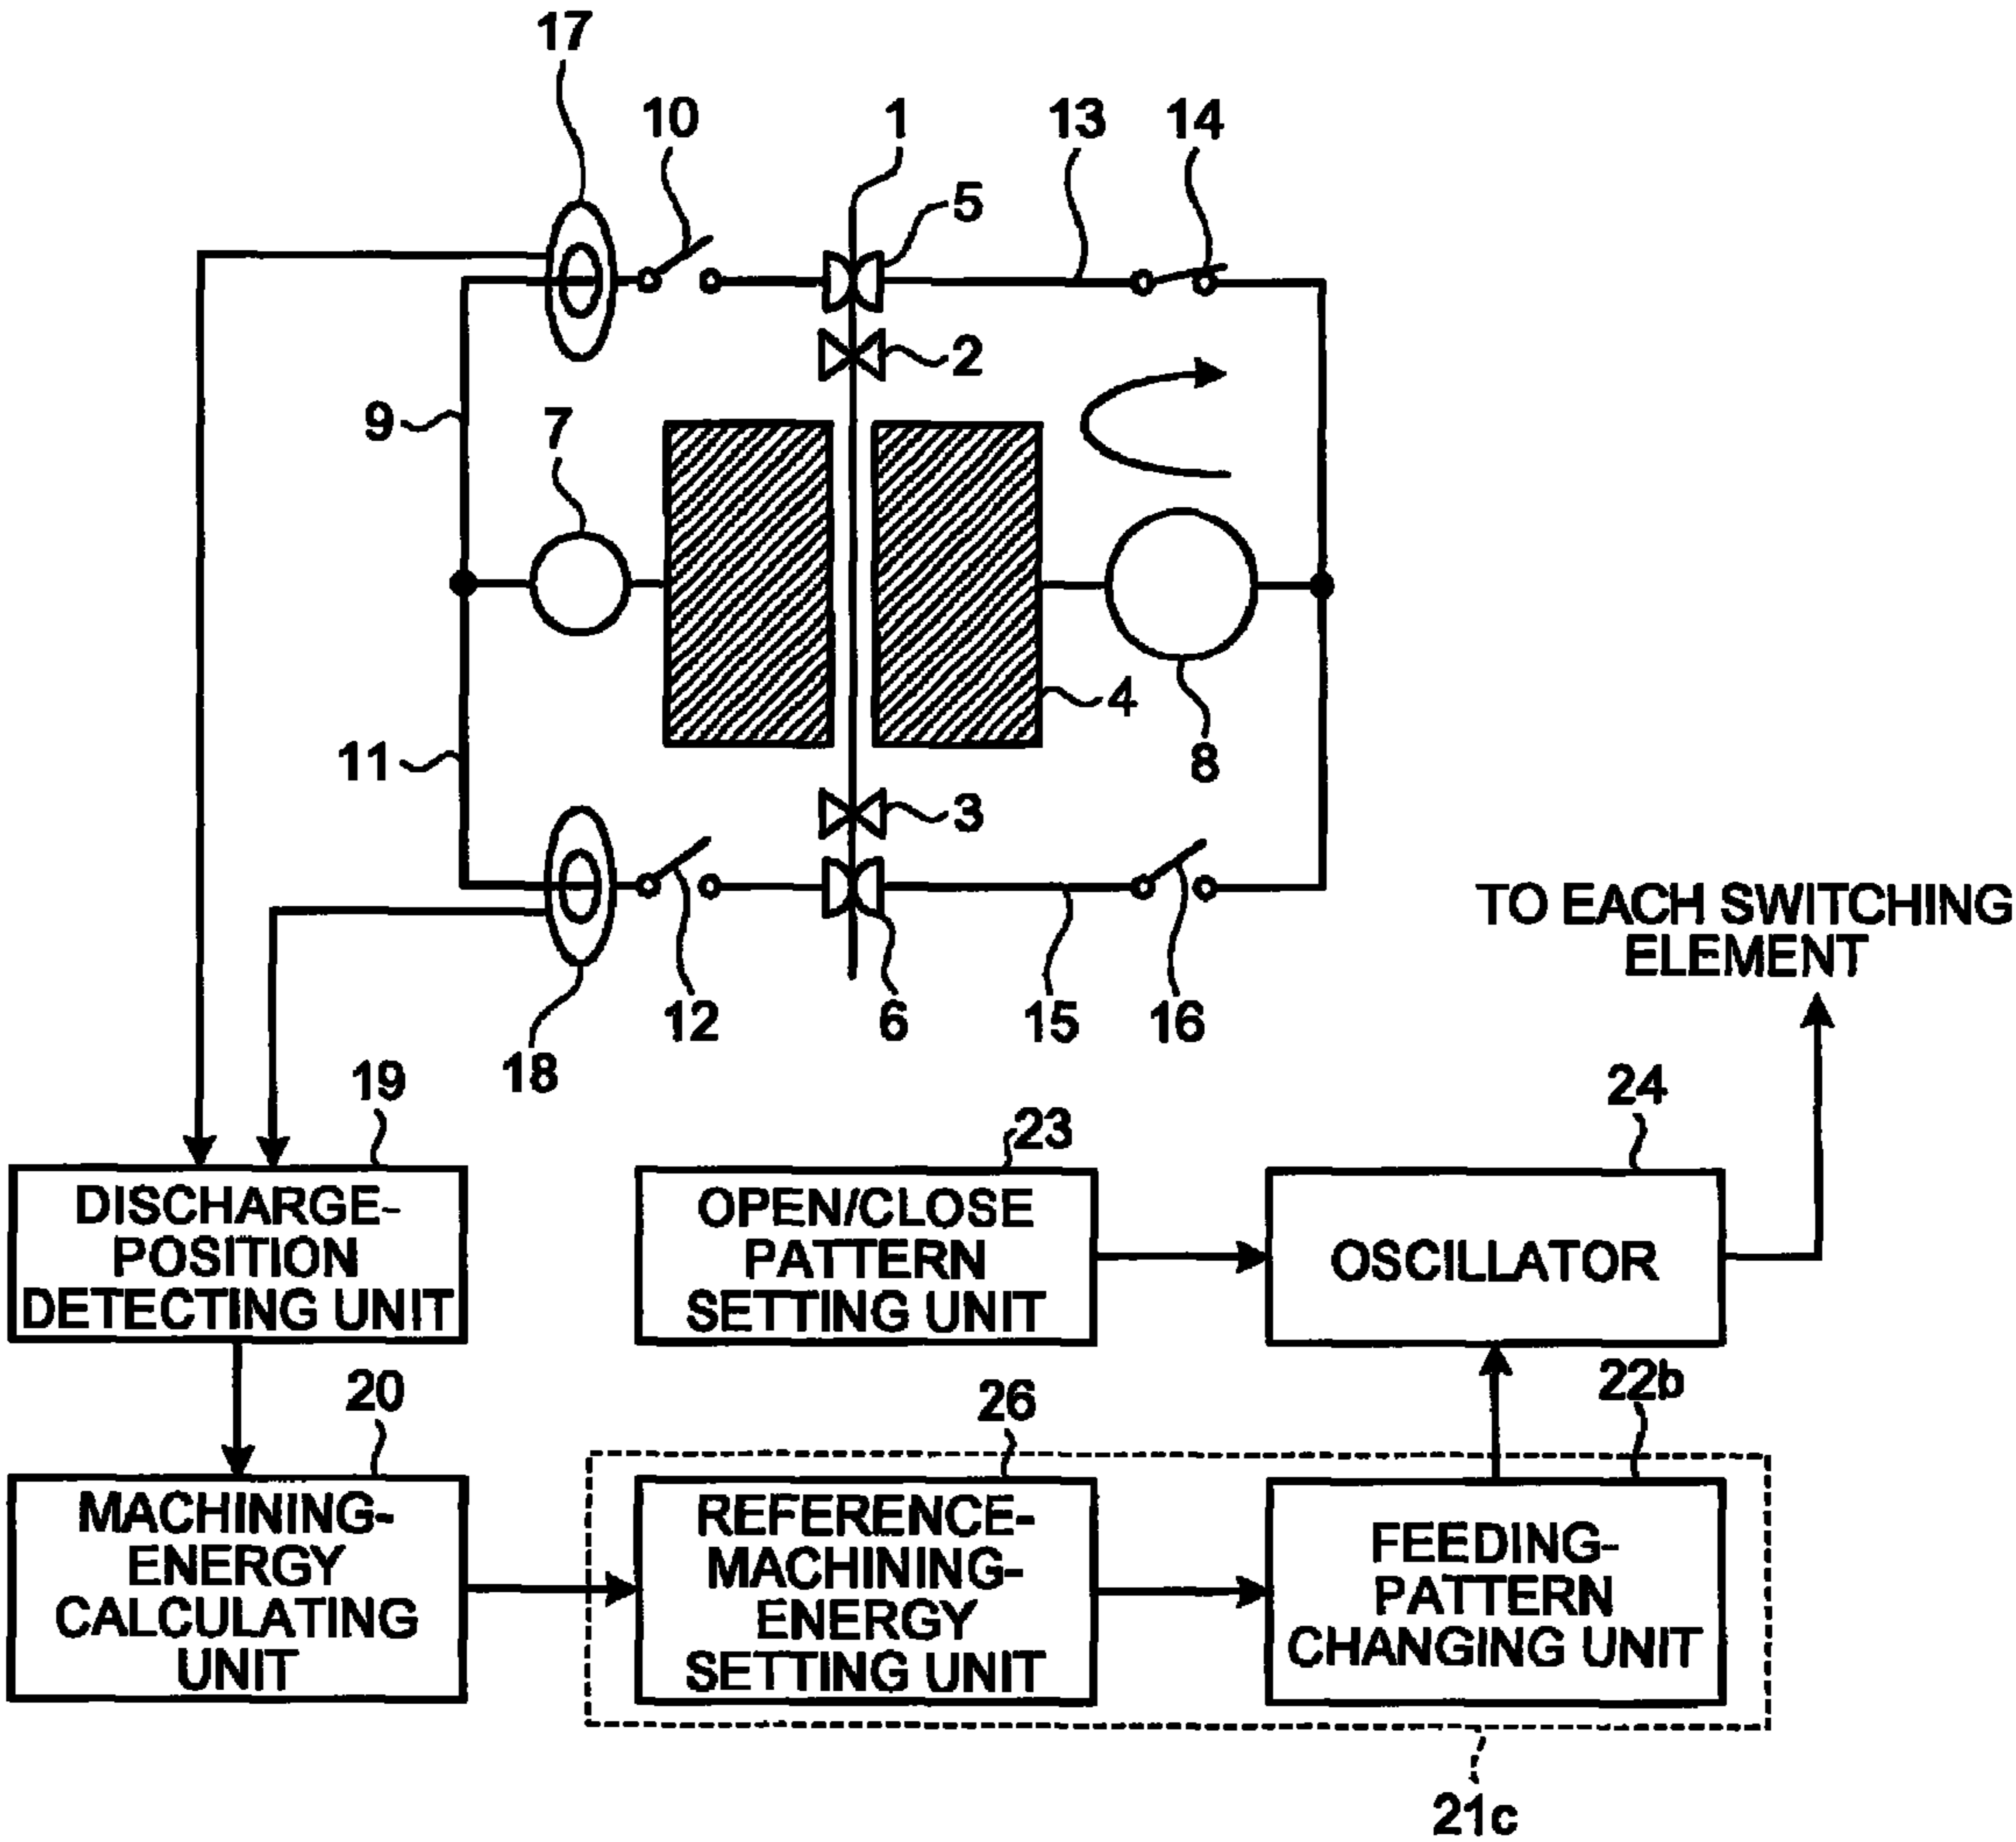 17
10
1
13
14
5
2
9
7
4
11
8
3
TO EACH SWITCHING
ELEMENT
12
6
15
16
18
19
23
24
DISCHARGE-
POSITION
DETECTING UNIT
OPEN/CLOSE
PATTERN
SETTING UNIT
OSCILLATOR
20
26
22b
MACHINING-
ENERGY
CALCULATING
UNIT
REFERENCE-
MACHINING-
ENERGY
SETTING UNIT
FEEDING-
PATTERN
CHANGING UNIT
21c